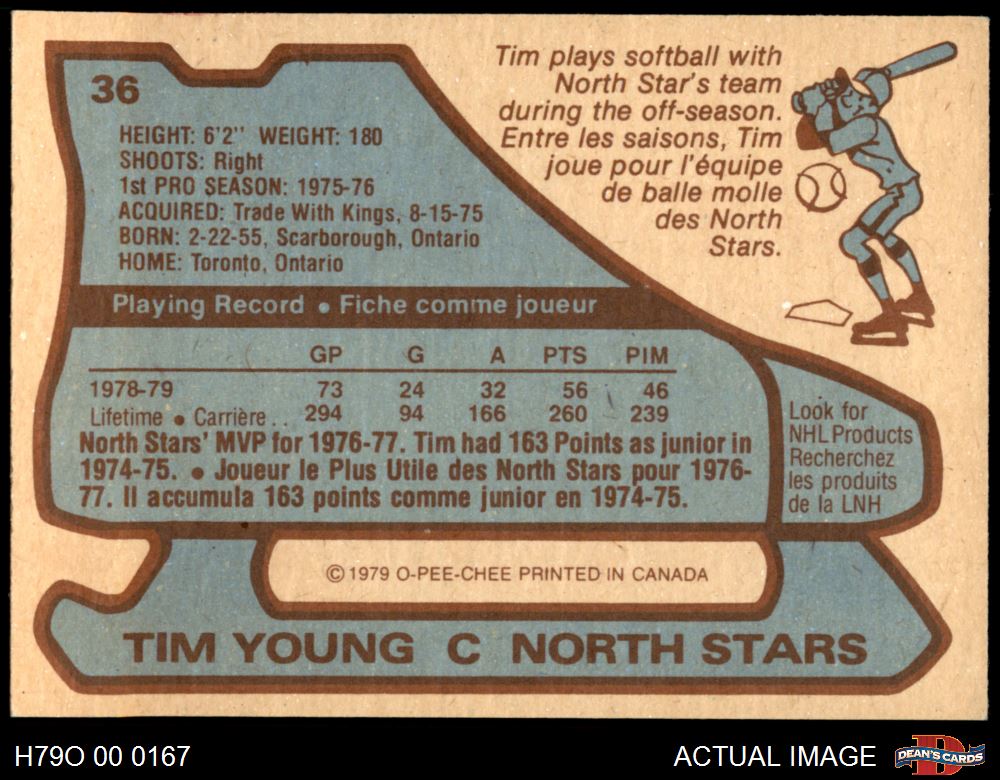 36
Tim plays softball with
North Star's team
during the off-season.
Entre les saisons, Tim
joue pour l'équipe
de balle molle
des North
Stars.
HEIGHT: 6'2" WEIGHT: 180
SHOOTS: Right
1st PRO SEASON: 1975-76
ACQUIRED: Trade With Kings, 8-15-75
BORN: 2-22-55, Scarborough, Ontario
HOME: Toronto, Ontario
Playing Record • Fiche comme joueur
GP G A PTS PIM
1978-79 73 24 32 56 46
Lifetime • Carrière . . 294 94 166 260 239
North Stars' MVP for 1976-77. Tim had 163 Points as junior in
1974-75. • Joueur le Plus Utile des North Stars pour 1976-
77. Il accumula 163 points comme junior en 1974-75.
Look for
NHL Products
Recherchez
les produits
de la LNH
© 1979 O-PEE-CHEE PRINTED IN CANADA
TIM YOUNG C NORTH STARS
H79O 00 0167
ACTUAL IMAGE
D
DEAN'S CARDS